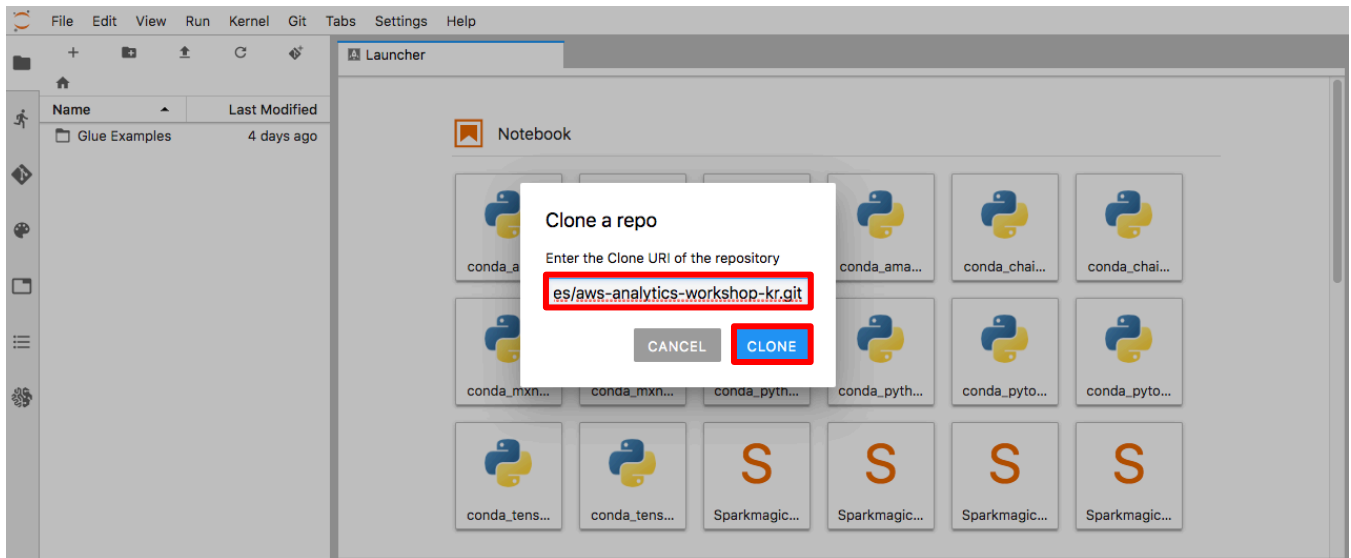 File Edit View Run Kernel Git Tabs Settings Help
Launcher
Name Last Modified
Glue Examples 4 days ago
Notebook
Clone a repo
Enter the Clone URI of the repository
es/aws-analytics-workshop-kr.git
CANCEL CLONE
conda_a
conda_ama...
conda_chai...
conda_chai...
conda_mxn...
conda_mxn...
conda_pyth...
conda_pyth...
conda_pyto...
conda_pyto...
conda_tens...
conda_tens...
Sparkmagic...
Sparkmagic...
Sparkmagic...
Sparkmagic...